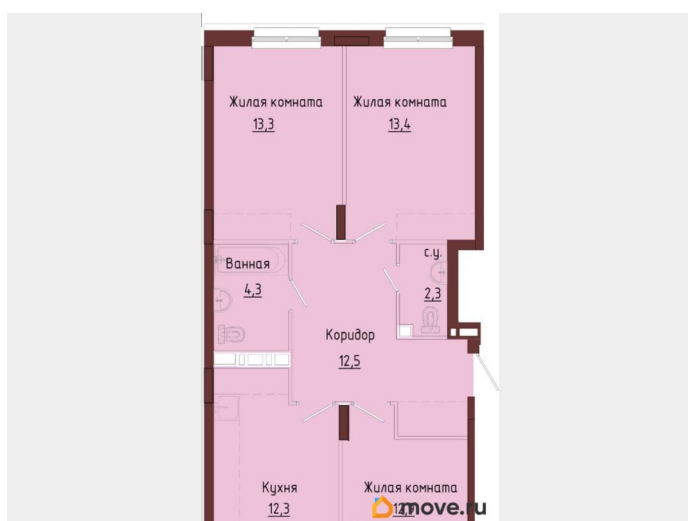 Жилая комната
13,3
Жилая комната
13,4
Ванная
4,3
с.у.
2,3
Коридор
12,5
Кухня
12,3
Жилая комната
move.ru